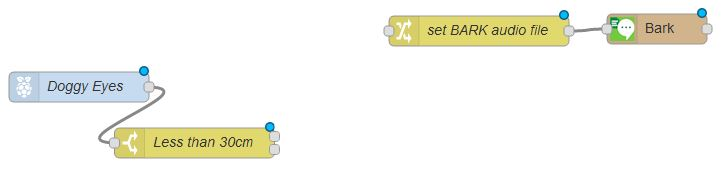 set BARK audio file
Bark
Doggy Eyes
Less than 30cm